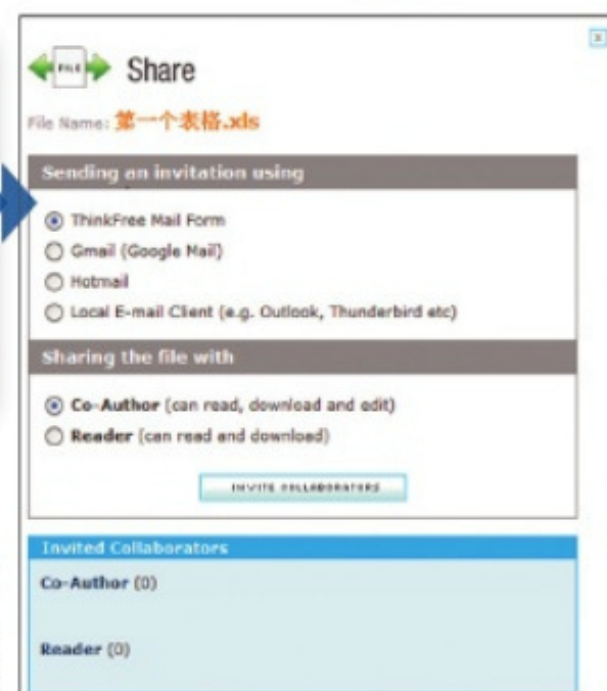 FILE Share
File Name: 第一个表格.xls
Sending an invitation using
ThinkFree Mail Form
Gmail (Google Mail)
Hotmail
Local E-mail Client (e.g. Outlook, Thunderbird etc)
Sharing the file with
Co-Author (can read, download and edit)
Reader (can read and download)
INVITE COLLABORATORS
Invited Collaborators
Co-Author (0)
Reader (0)